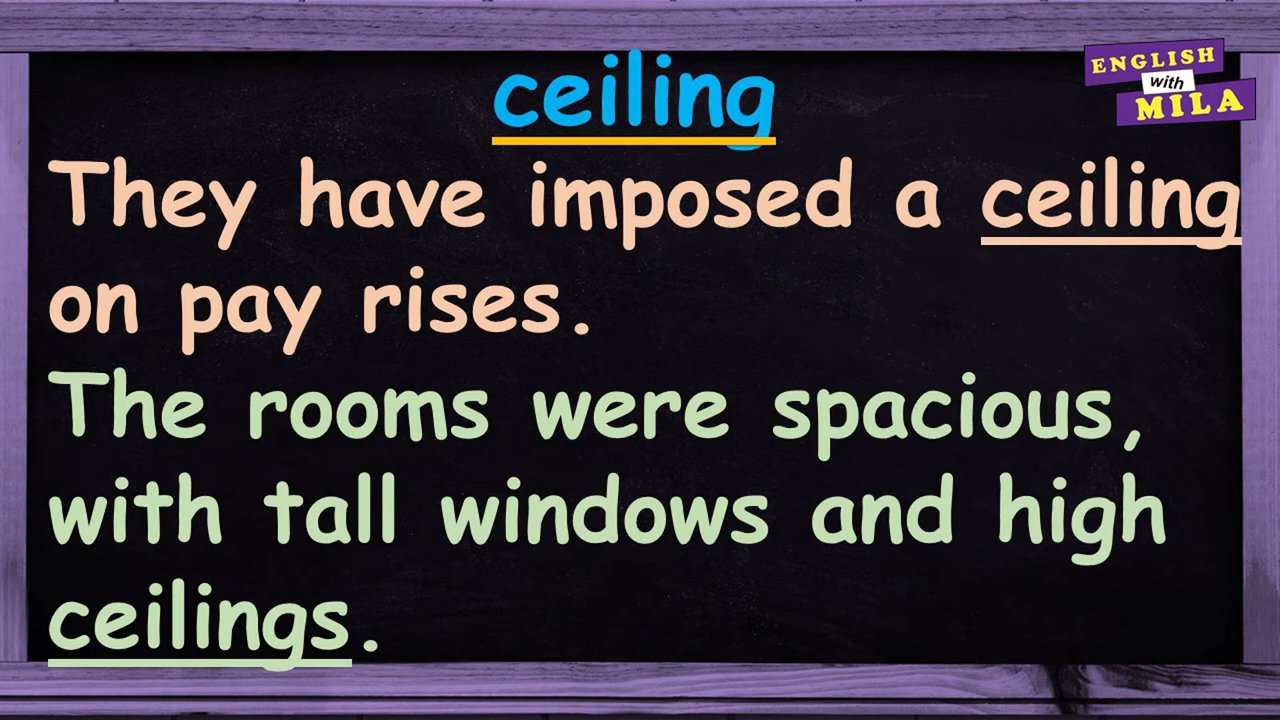 ceiling
ENGLISH
with
MILA
They have imposed a ceiling
on pay rises.
The rooms were spacious,
with tall windows and high
ceilings.